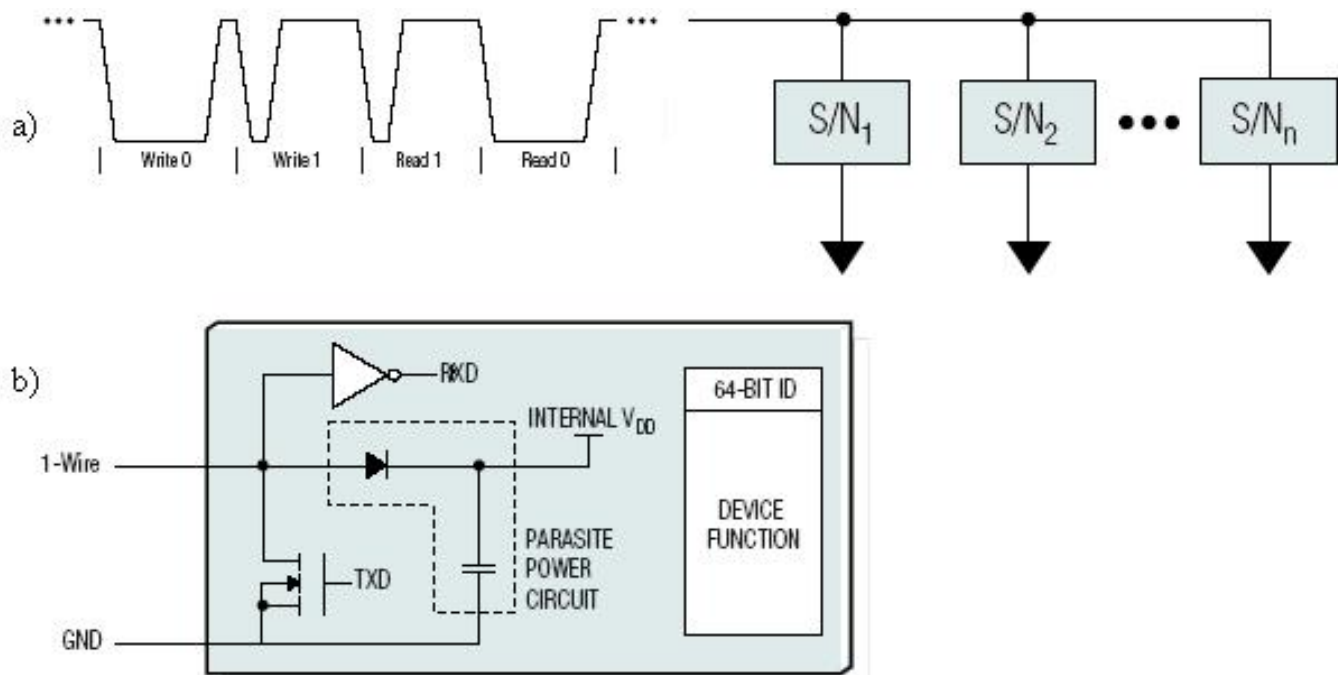 a)
Write 0
Write 1
Read 1
Read 0
S/N1
S/N2
S/Nn
b)
RXD
INTERNAL VDD
64-BIT ID
1-Wire
DEVICE
FUNCTION
PARASITE
POWER
CIRCUIT
TXD
GND